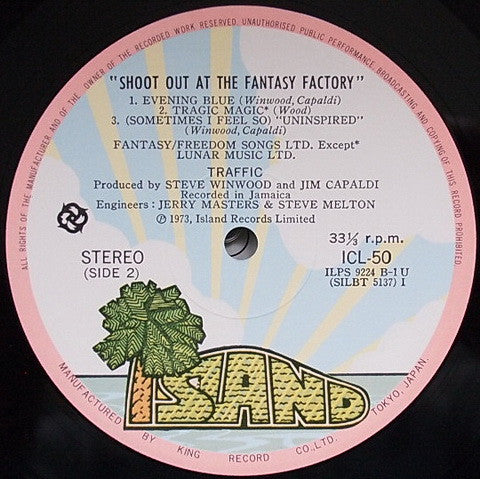 ALL RIGHTS OF THE MANUFACTURER AND OF THE OWNER OF THE RECORDED WORK RESERVED. UNAUTHORISED PUBLIC PERFORMANCE, BROADCASTING AND COPYING OF THIS RECORD PROHIBITED.
"SHOOT OUT AT THE FANTASY FACTORY"
1. EVENING BLUE (Winwood, Capaldi)
2. TRAGIC MAGIC* (Wood)
3. (SOMETIMES I FEEL SO) "UNINSPIRED"
(Winwood, Capaldi)
FANTASY/FREEDOM SONGS LTD. Except*
LUNAR MUSIC LTD.
TRAFFIC
Produced by STEVE WINWOOD and JIM CAPALDI
Recorded in Jamaica
Engineers : JERRY MASTERS & STEVE MELTON
℗ 1973, Island Records Limited
STEREO
(SIDE 2)
33⅓ r.p.m.
ICL-50
ILPS 9224 B-1 U
(SILBT 5137) I
ISLAND
MANUFACTURED BY KING RECORD CO., LTD. TOKYO, JAPAN.